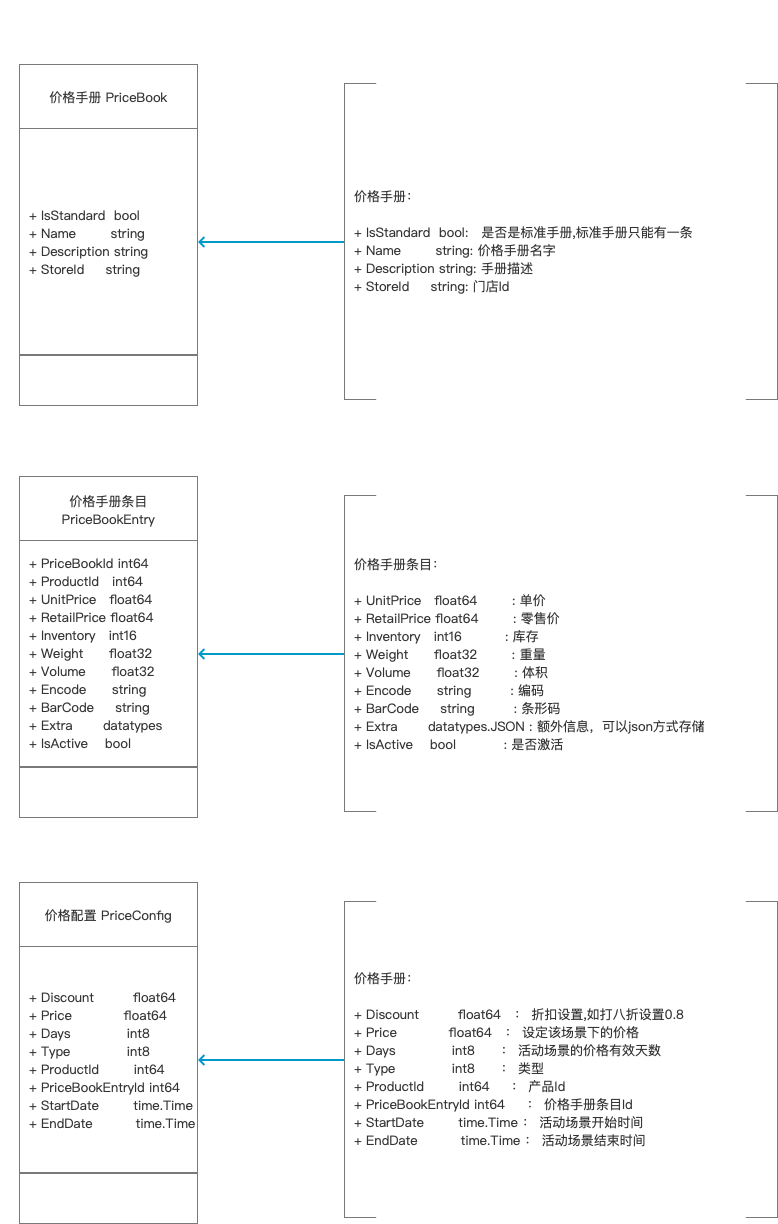 价格手册 PriceBook
+ IsStandard bool
+ Name string
+ Description string
+ StoreId string
价格手册：
+ IsStandard bool: 是否是标准手册,标准手册只能有一条
+ Name string: 价格手册名字
+ Description string: 手册描述
+ StoreId string: 门店Id
价格手册条目
PriceBookEntry
+ PriceBookId int64
+ ProductId int64
+ UnitPrice float64
+ RetailPrice float64
+ Inventory int16
+ Weight float32
+ Volume float32
+ Encode string
+ BarCode string
+ Extra datatypes
+ IsActive bool
价格手册条目：
+ UnitPrice float64 : 单价
+ RetailPrice float64 : 零售价
+ Inventory int16 : 库存
+ Weight float32 : 重量
+ Volume float32 : 体积
+ Encode string : 编码
+ BarCode string : 条形码
+ Extra datatypes.JSON : 额外信息，可以json方式存储
+ IsActive bool : 是否激活
价格配置 PriceConfig
+ Discount float64
+ Price float64
+ Days int8
+ Type int8
+ ProductId int64
+ PriceBookEntryId int64
+ StartDate time.Time
+ EndDate time.Time
价格手册：
+ Discount float64 ： 折扣设置,如打八折设置0.8
+ Price float64 ： 设定该场景下的价格
+ Days int8 ： 活动场景的价格有效天数
+ Type int8 ： 类型
+ ProductId int64 ： 产品Id
+ PriceBookEntryId int64 ： 价格手册条目Id
+ StartDate time.Time ： 活动场景开始时间
+ EndDate time.Time ： 活动场景结束时间